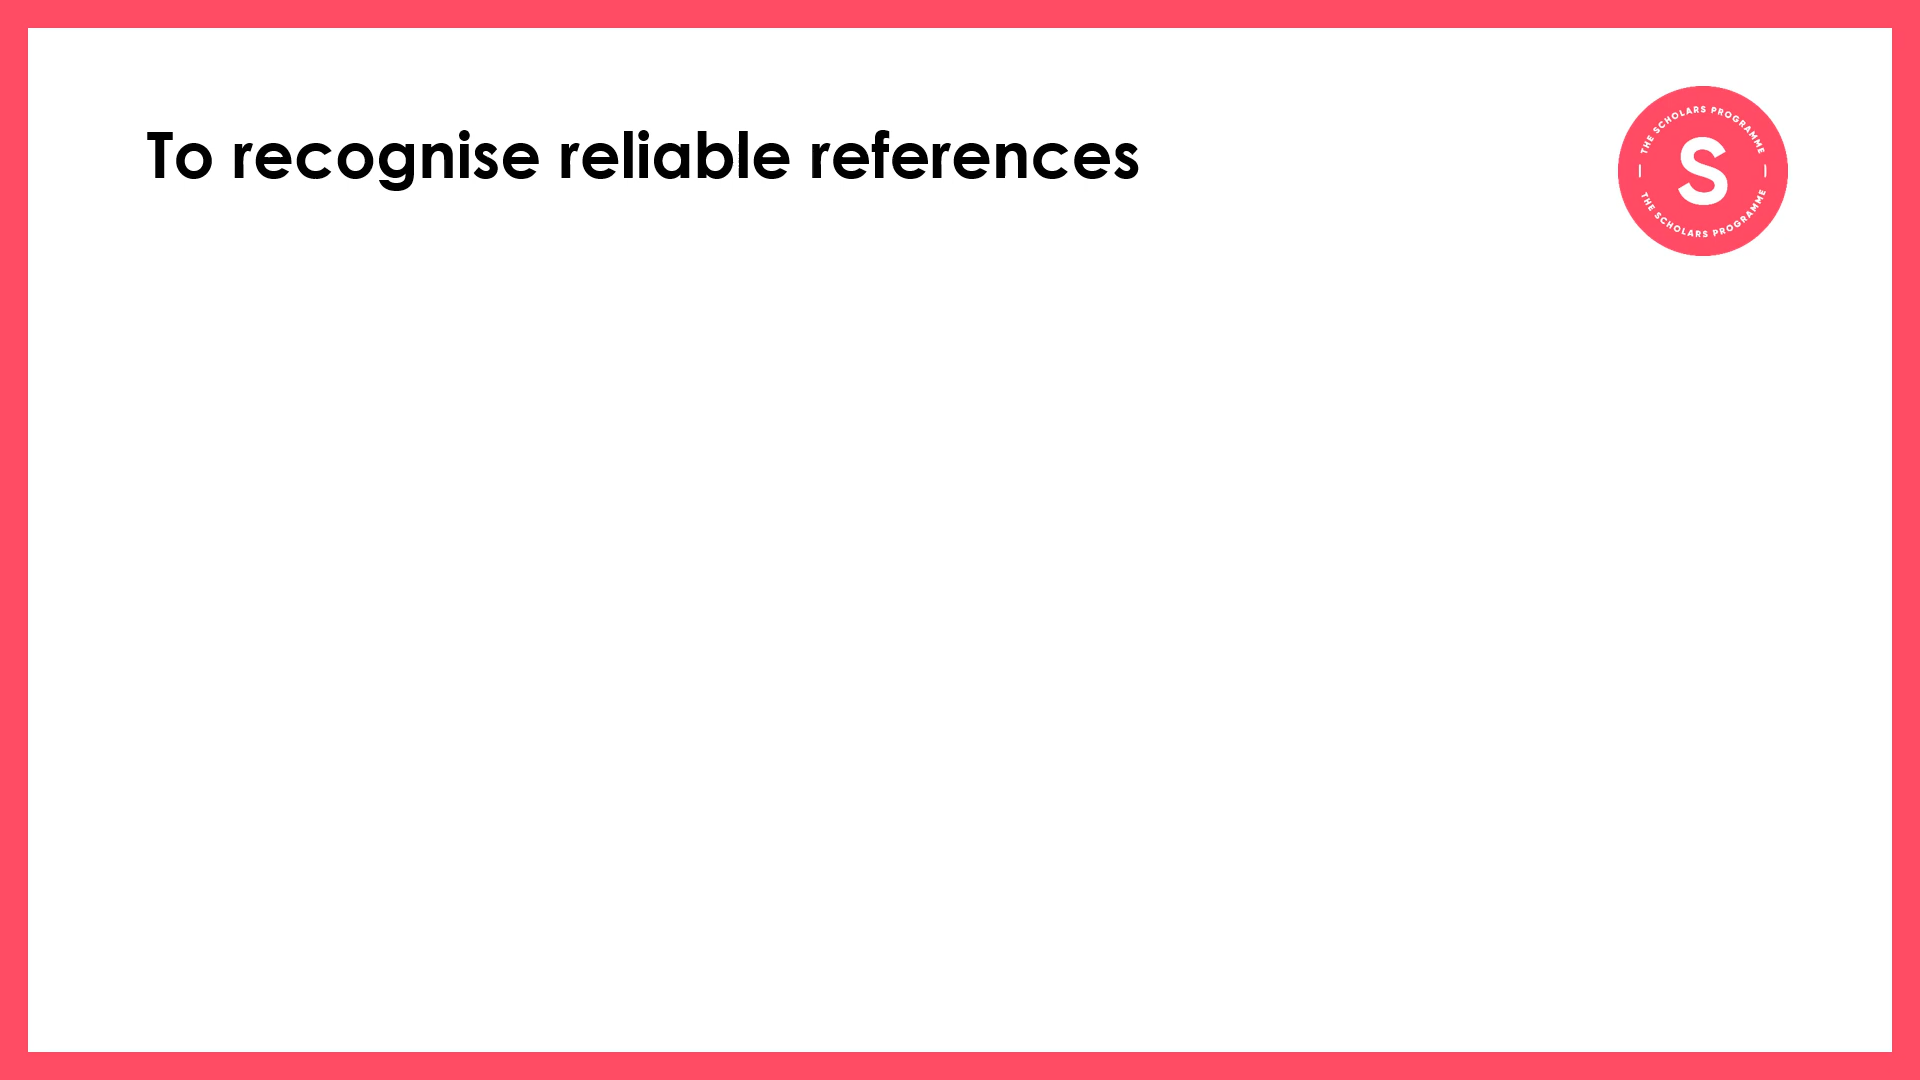 To recognise reliable references
THE SCHOLARS PROGRAMME
S
THE SCHOLARS PROGRAMME